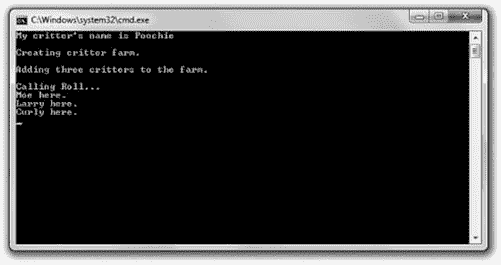 C:\Windows\system32\cmd.exe
My critter's name is Poochie
Creating critter farm.
Adding three critters to the farm.
Calling Roll...
Moe here.
Larry here.
Curly here.